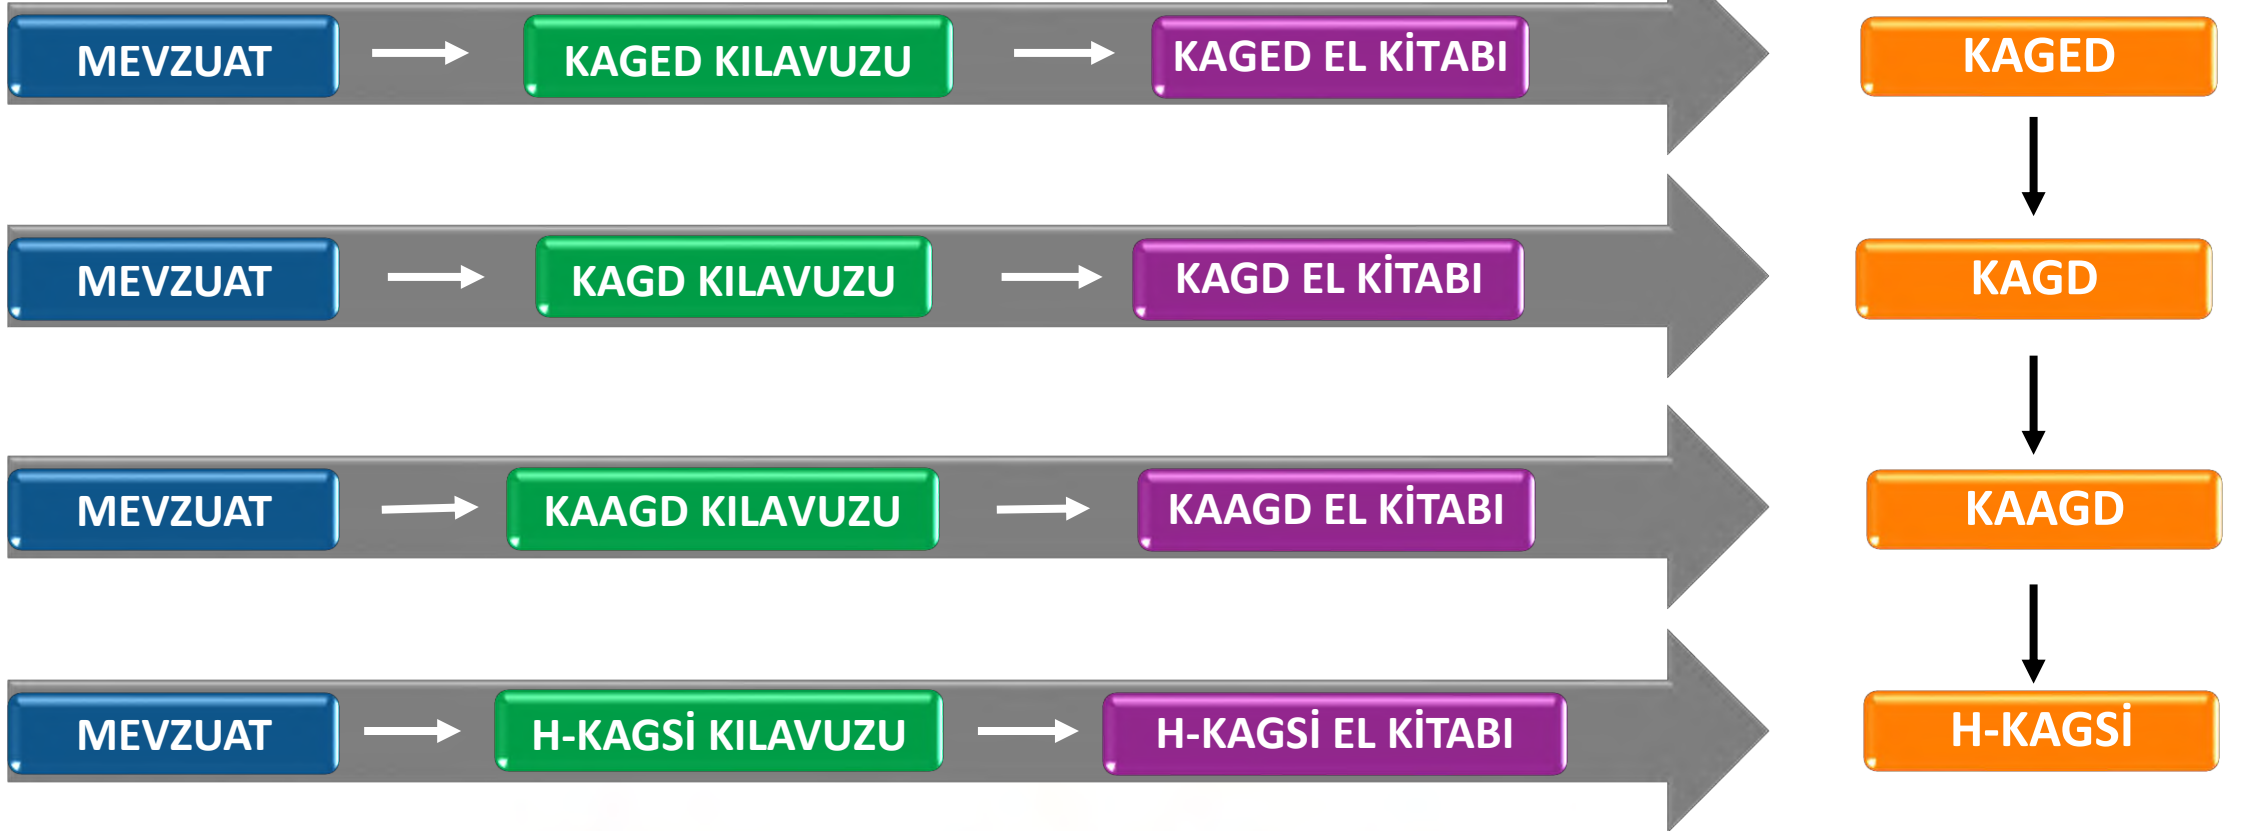 MEVZUAT
KAGED KILAVUZU
KAGED EL KİTABI
KAGED
MEVZUAT
KAGD KILAVUZU
KAGD EL KİTABI
KAGD
MEVZUAT
KAAGD KILAVUZU
KAAGD EL KİTABI
KAAGD
MEVZUAT
H-KAGSİ KILAVUZU
H-KAGSİ EL KİTABI
H-KAGSİ